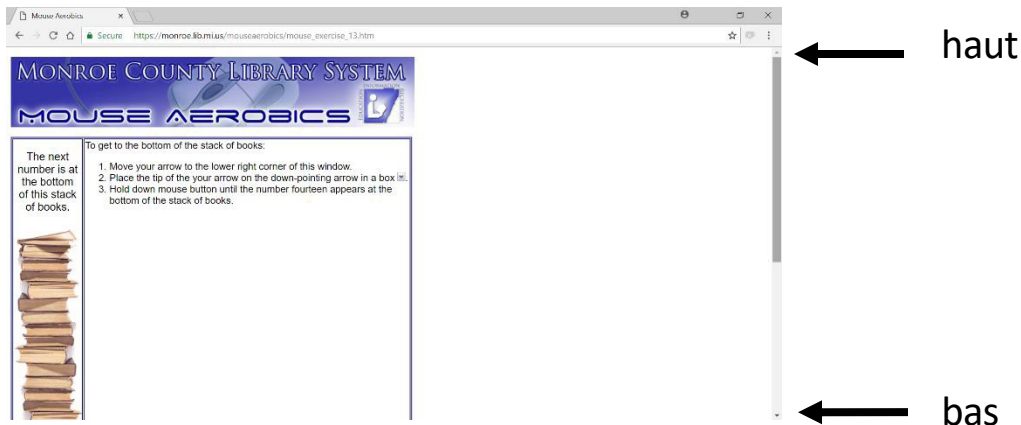 Mouse Aerobics
Secure https://monroe.lib.mi.us/mouseaerobics/mouse_exercise_13.htm
haut
MONROE COUNTY LIBRARY SYSTEM
MOUSE AEROBICS
The next
number is at
the bottom
of this stack
of books.
To get to the bottom of the stack of books:
1. Move your arrow to the lower right corner of this window.
2. Place the tip of the your arrow on the down-pointing arrow in a box .
3. Hold down mouse button until the number fourteen appears at the
bottom of the stack of books.
bas